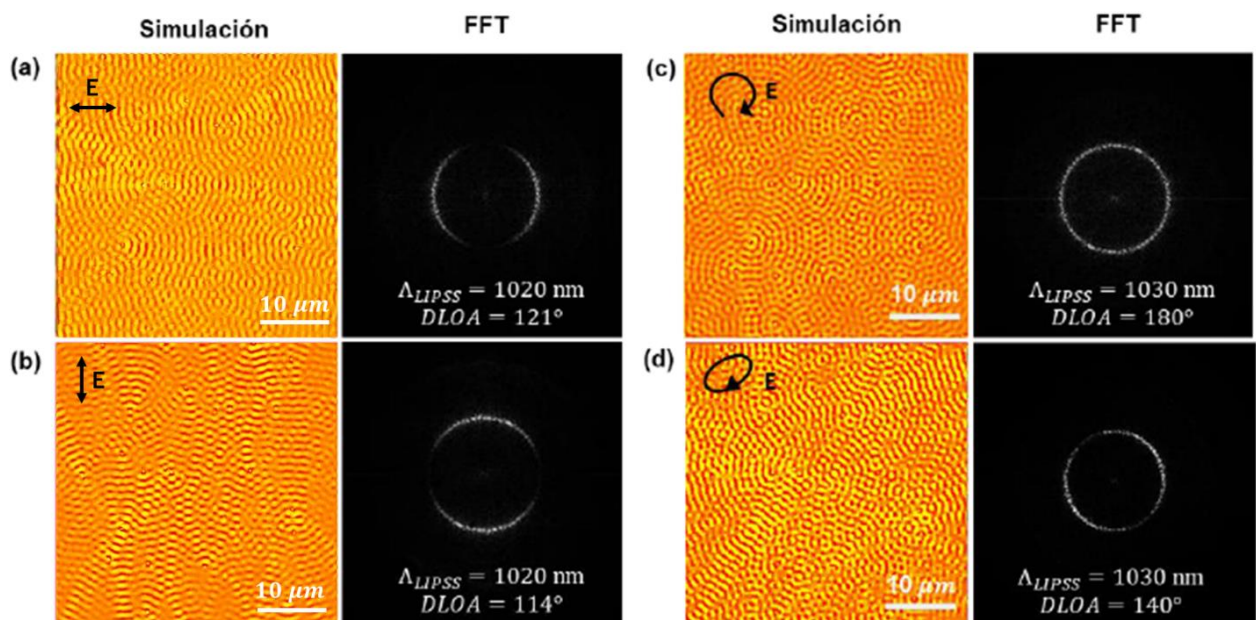 Simulación
FFT
Simulación
FFT
(a)
E
10 μm
Λ_LIPSS = 1020 nm
DLOA = 121°
(b)
E
10 μm
Λ_LIPSS = 1020 nm
DLOA = 114°
(c)
E
10 μm
Λ_LIPSS = 1030 nm
DLOA = 180°
(d)
E
10 μm
Λ_LIPSS = 1030 nm
DLOA = 140°